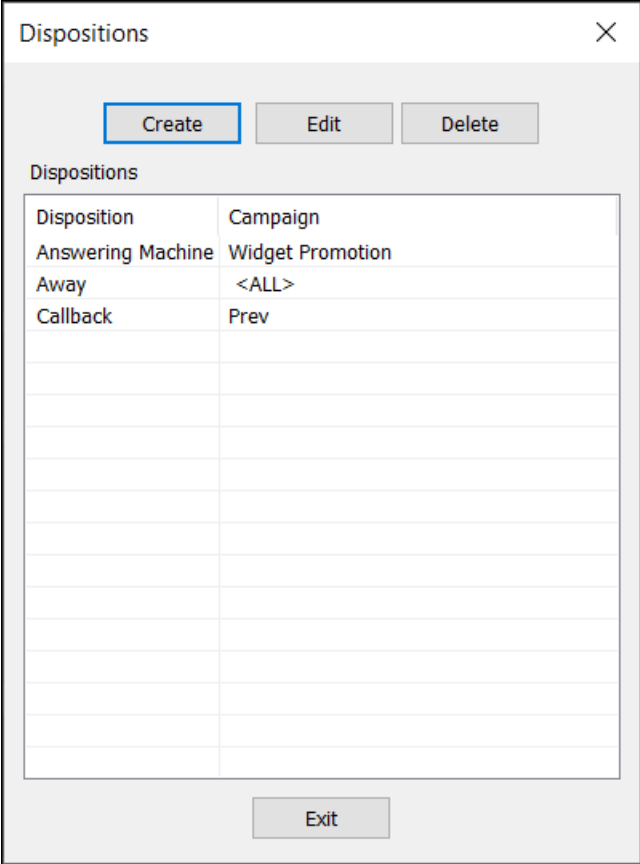 Dispositions
Create Edit Delete
Dispositions
Disposition Campaign
Answering Machine Widget Promotion
Away <ALL>
Callback Prev
Exit